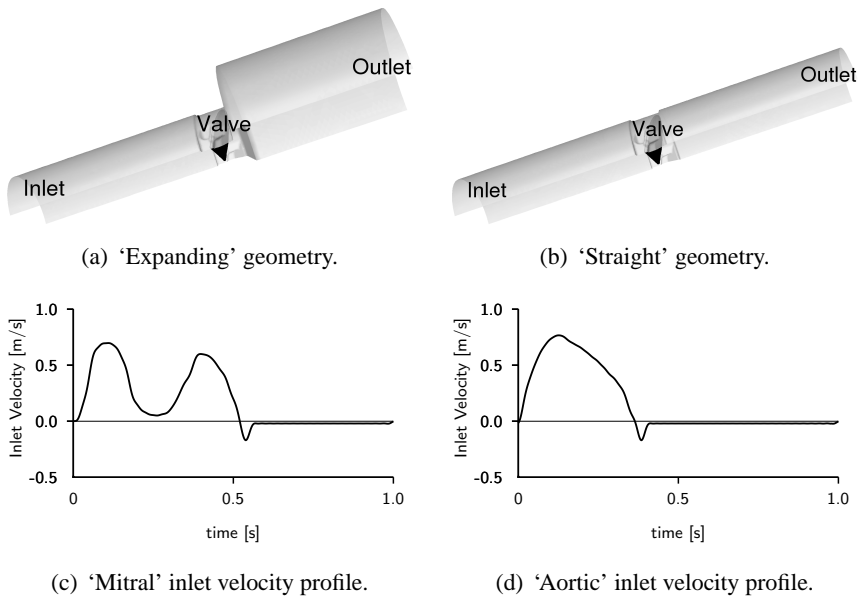 Outlet
Valve
Inlet
(a) ‘Expanding’ geometry.
Outlet
Valve
Inlet
(b) ‘Straight’ geometry.
Inlet Velocity [m/s]
1.0
0.5
0.0
-0.5
0
0.5
1.0
time [s]
(c) ‘Mitral’ inlet velocity profile.
Inlet Velocity [m/s]
1.0
0.5
0.0
-0.5
0
0.5
1.0
time [s]
(d) ‘Aortic’ inlet velocity profile.